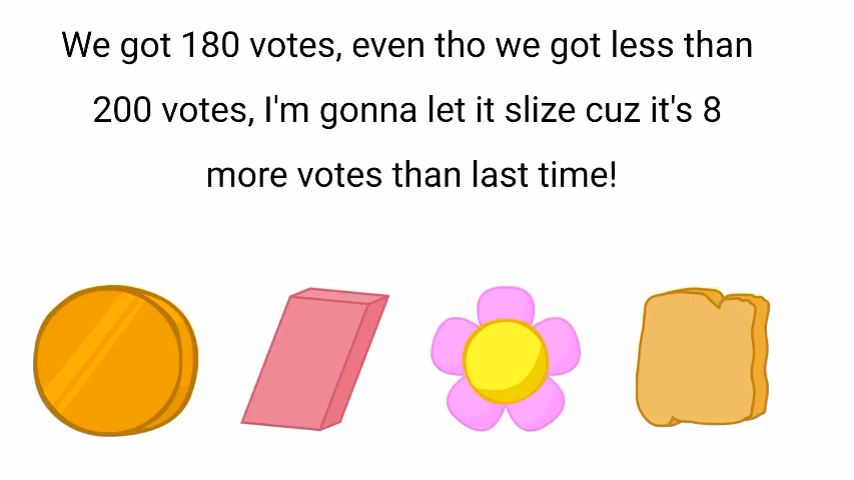 We got 180 votes, even tho we got less than
200 votes, I'm gonna let it slize cuz it's 8
more votes than last time!